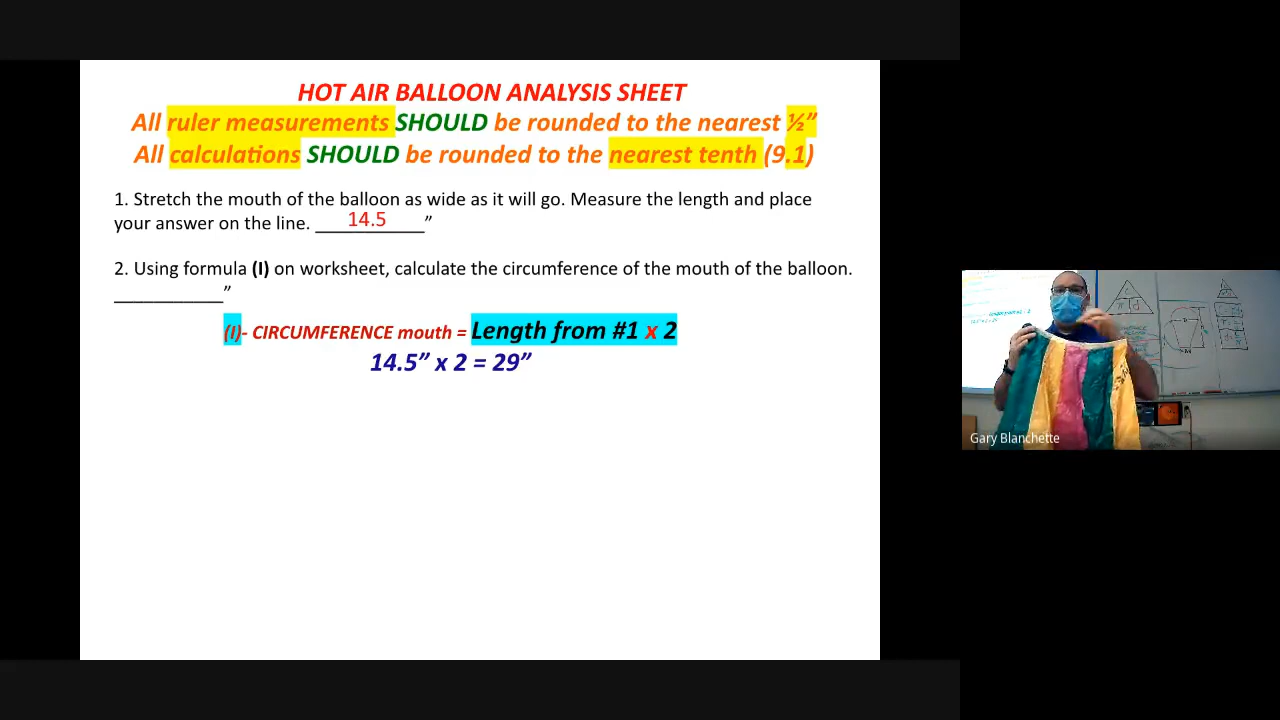 HOT AIR BALLOON ANALYSIS SHEET
All ruler measurements SHOULD be rounded to the nearest ½”
All calculations SHOULD be rounded to the nearest tenth (9.1)
1. Stretch the mouth of the balloon as wide as it will go. Measure the length and place
your answer on the line. ___________”
14.5
2. Using formula (I) on worksheet, calculate the circumference of the mouth of the balloon.
___________”
(I)- CIRCUMFERENCE mouth = Length from #1 x 2
14.5” x 2 = 29”
Gary Blanchette